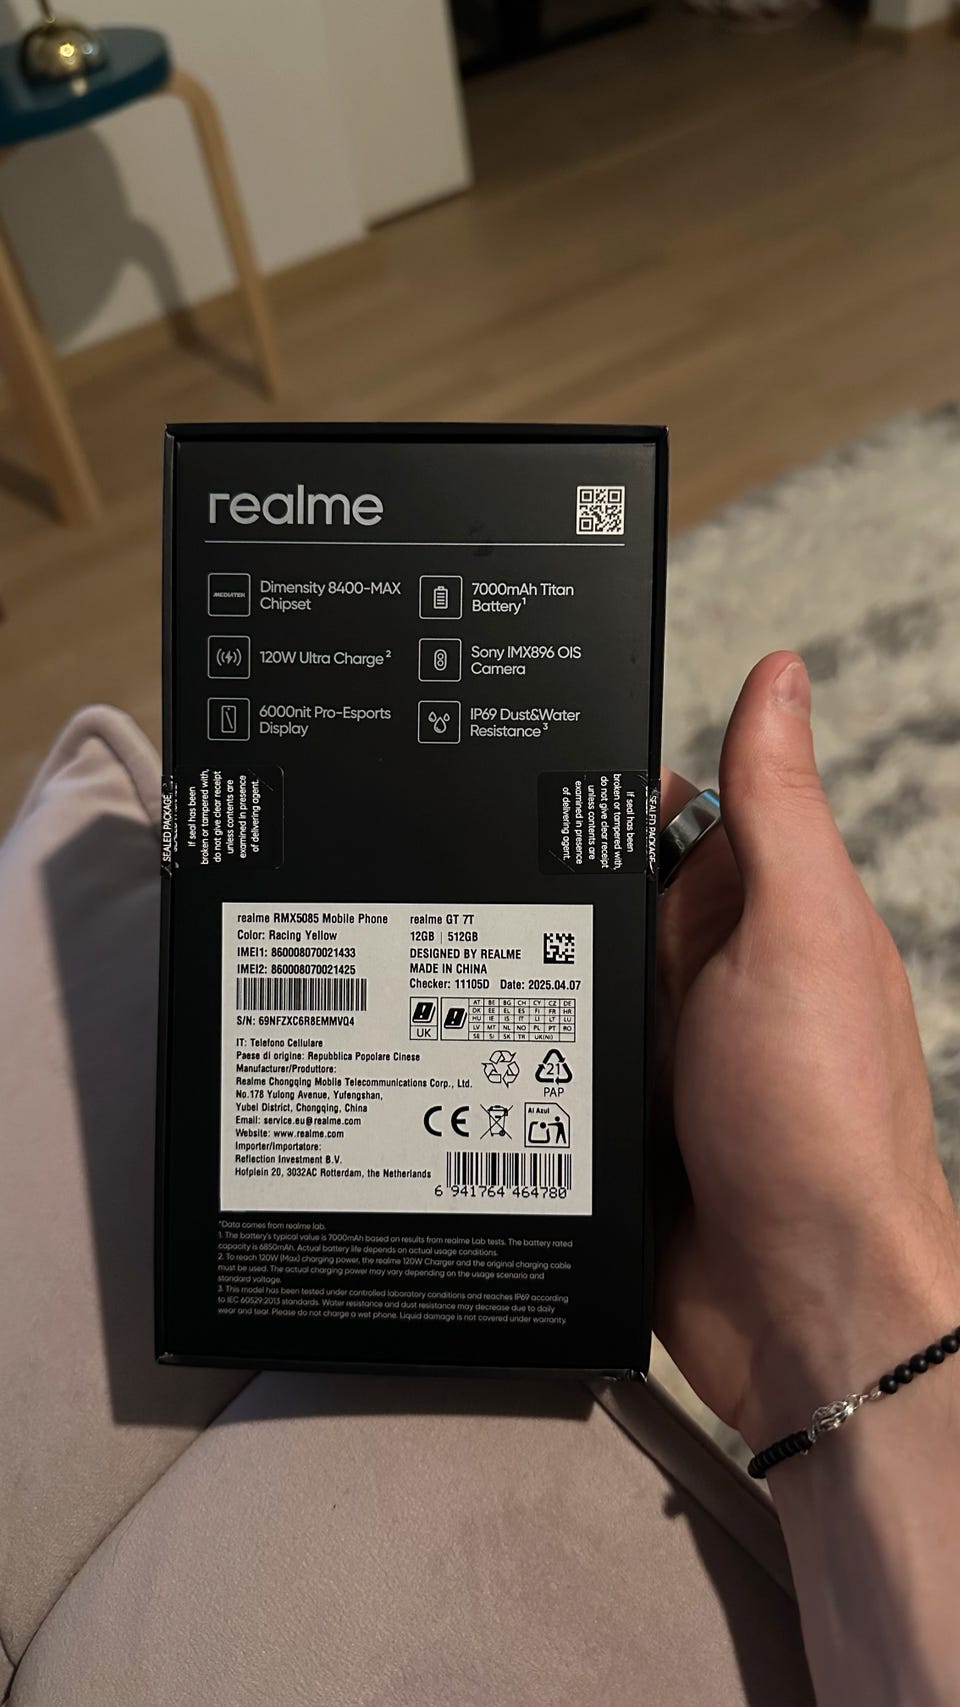 realme
MEDIATEK
Dimensity 8400-MAX
Chipset
7000mAh Titan
Battery¹
120W Ultra Charge²
Sony IMX896 OIS
Camera
6000nit Pro-Esports
Display
IP69 Dust&Water
Resistance³
SEALED PACKAGE
If seal has been
broken or tampered with,
do not give clear receipt
unless contents are
examined in presence
of delivering agent.
SEALED PACKAGE
If seal has been
broken or tampered with,
do not give clear receipt
unless contents are
examined in presence
of delivering agent.
realme RMX5085 Mobile Phone
Color: Racing Yellow
IMEI1: 860008070021433
IMEI2: 860008070021425
S/N: 69NFZXC6R8EMMVQ4
realme GT 7T
12GB | 512GB
DESIGNED BY REALME
MADE IN CHINA
Checker: 11105D Date: 2025.04.07
UK
AT BE BG CH CY CZ DE
DK EE EL ES FI FR HR
HU IE IS IT LI LT LU
LV MT NL NO PL PT RO
SE SI SK TR UK(NI)
IT: Telefono Cellulare
Paese di origine: Repubblica Popolare Cinese
Manufacturer/Produttore:
Realme Chongqing Mobile Telecommunications Corp., Ltd.
No.178 Yulong Avenue, Yufengshan,
Yubei District, Chongqing, China
Email: service.eu@realme.com
Website: www.realme.com
Importer/Importatore:
Reflection Investment B.V.
Hofplein 20, 3032AC Rotterdam, the Netherlands
21
PAP
CE
Al Azul
6 941764 464780
*Data comes from realme lab.
1. The battery's typical value is 7000mAh based on results from realme Lab tests. The battery rated
capacity is 6850mAh. Actual battery life depends on actual usage conditions.
2. To reach 120W (Max) charging power, the realme 120W Charger and the original charging cable
must be used. The actual charging power may vary depending on the usage scenario and
standard voltage.
3. This model has been tested under controlled laboratory conditions and reaches IP69 according
to IEC 60529:2013 standards. Water resistance and dust resistance may decrease due to daily
wear and tear. Please do not charge a wet phone. Liquid damage is not covered under warranty.